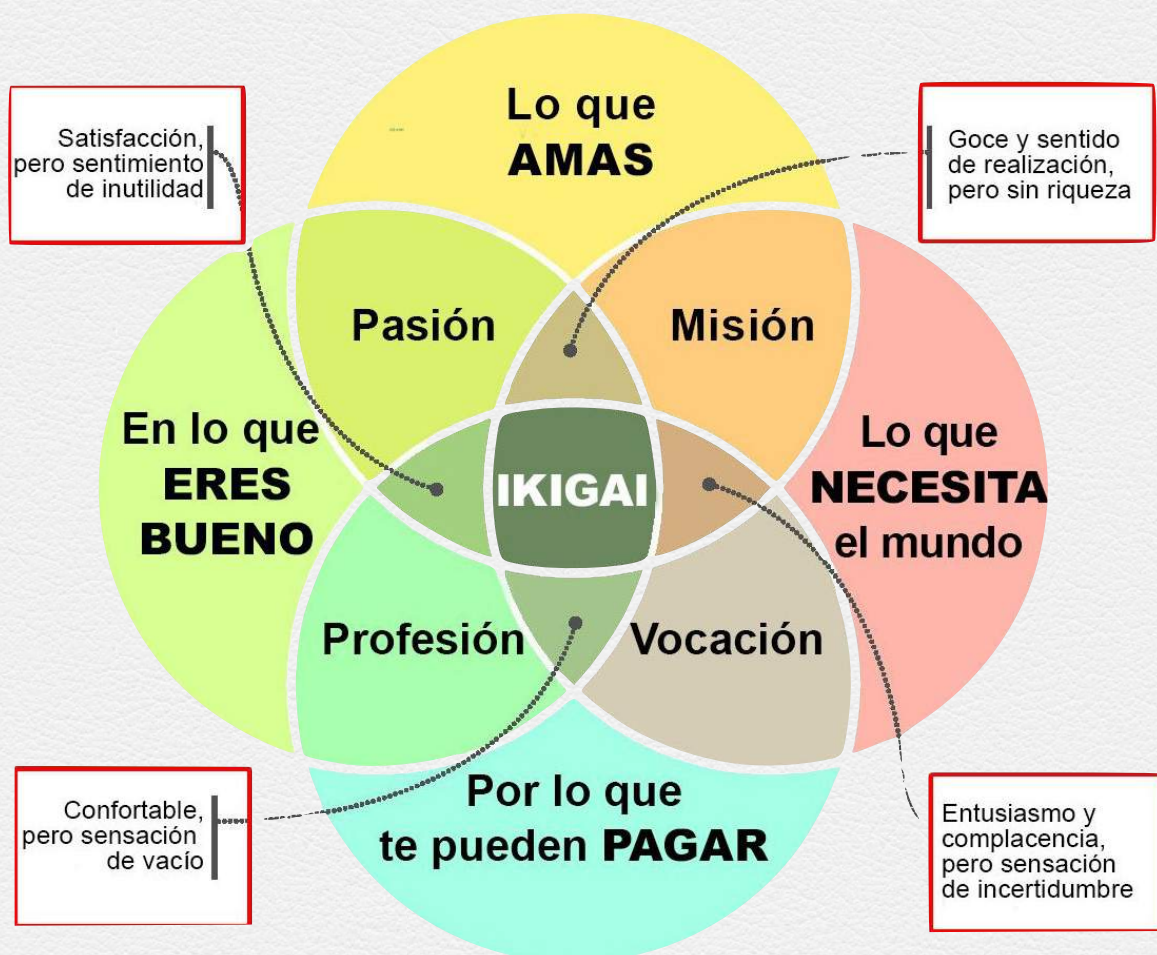 Lo que
AMAS
Satisfacción,
pero sentimiento
de inutilidad
Goce y sentido
de realización,
pero sin riqueza
Pasión
Misión
En lo que
ERES
BUENO
IKIGAI
Lo que
NECESITA
el mundo
Profesión
Vocación
Confortable,
pero sensación
de vacío
Por lo que
te pueden PAGAR
Entusiasmo y
complacencia,
pero sensación
de incertidumbre